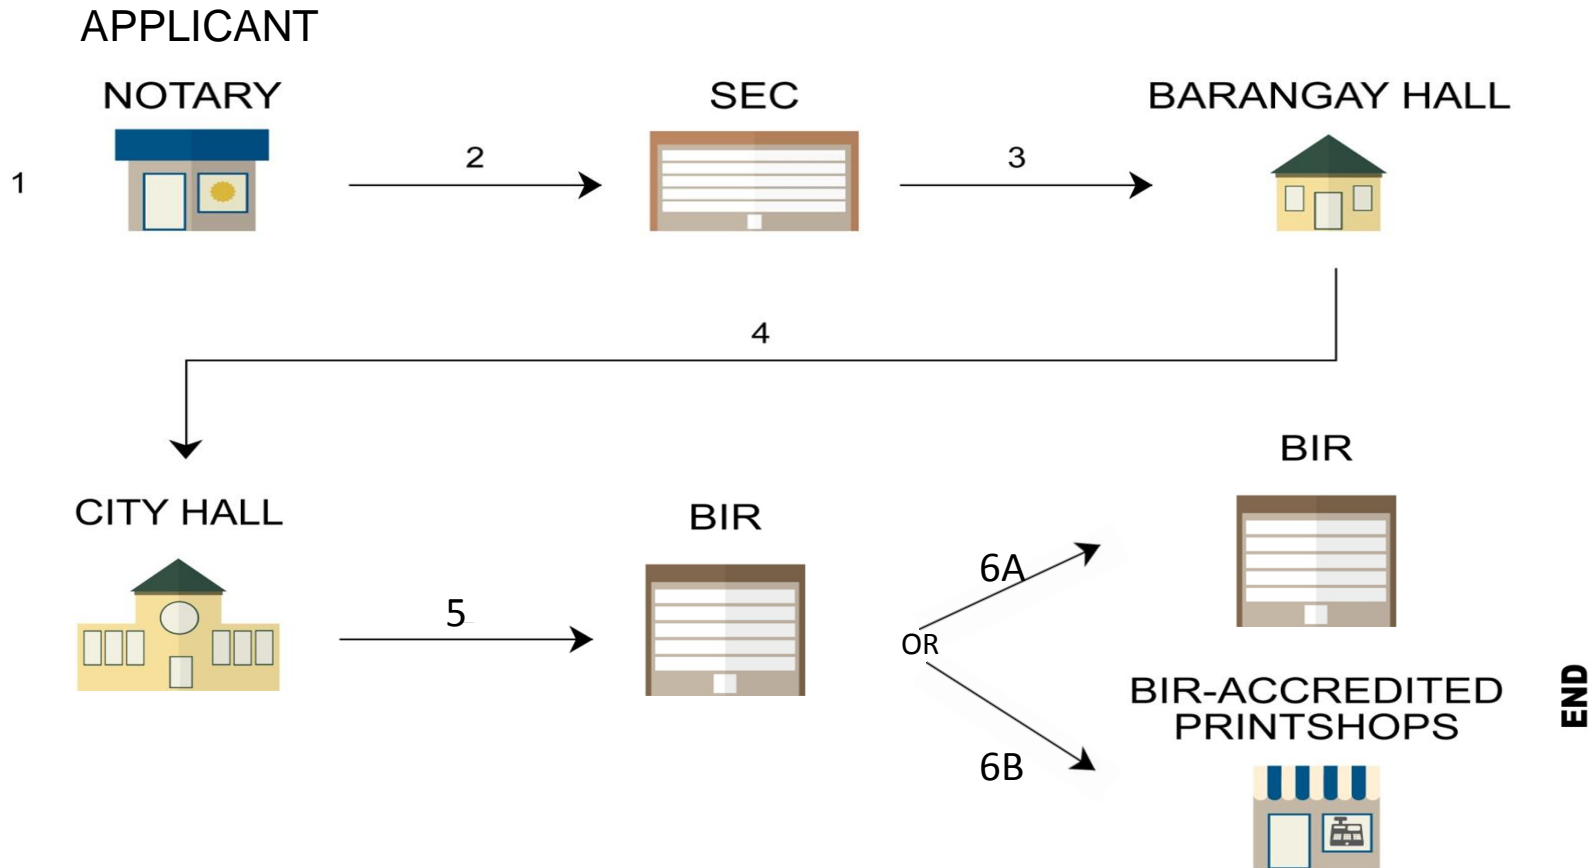 APPLICANT
NOTARY
SEC
BARANGAY HALL
1
2
3
4
CITY HALL
BIR
BIR
5
6A
OR
6B
BIR-ACCREDITED
PRINTSHOPS
END